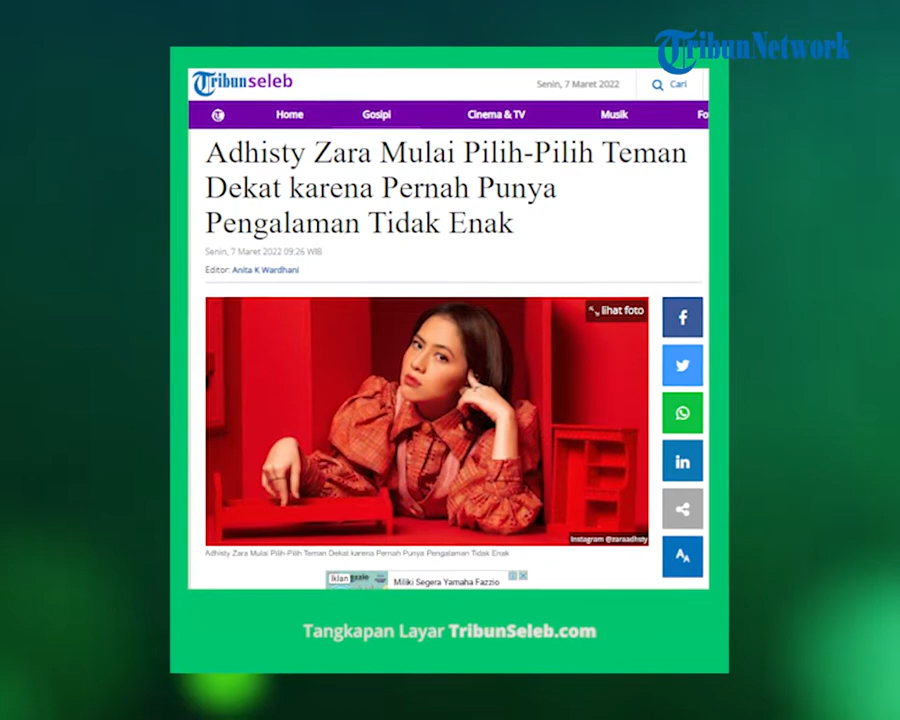 TribunNetwork
Tribunseleb
Senin, 7 Maret 2022
Cari
Home
Gosipi
Cinema & TV
Musik
Fo
Adhisty Zara Mulai Pilih-Pilih Teman
Dekat karena Pernah Punya
Pengalaman Tidak Enak
Senin, 7 Maret 2022 09:26 WIB
Editor: Anita K Wardhani
lihat foto
Instagram @zaraadhsty
Adhisty Zara Mulai Pilih-Pilih Teman Dekat karena Pernah Punya Pengalaman Tidak Enak
Iklan
Miliki Segera Yamaha Fazzio
Tangkapan Layar TribunSeleb.com